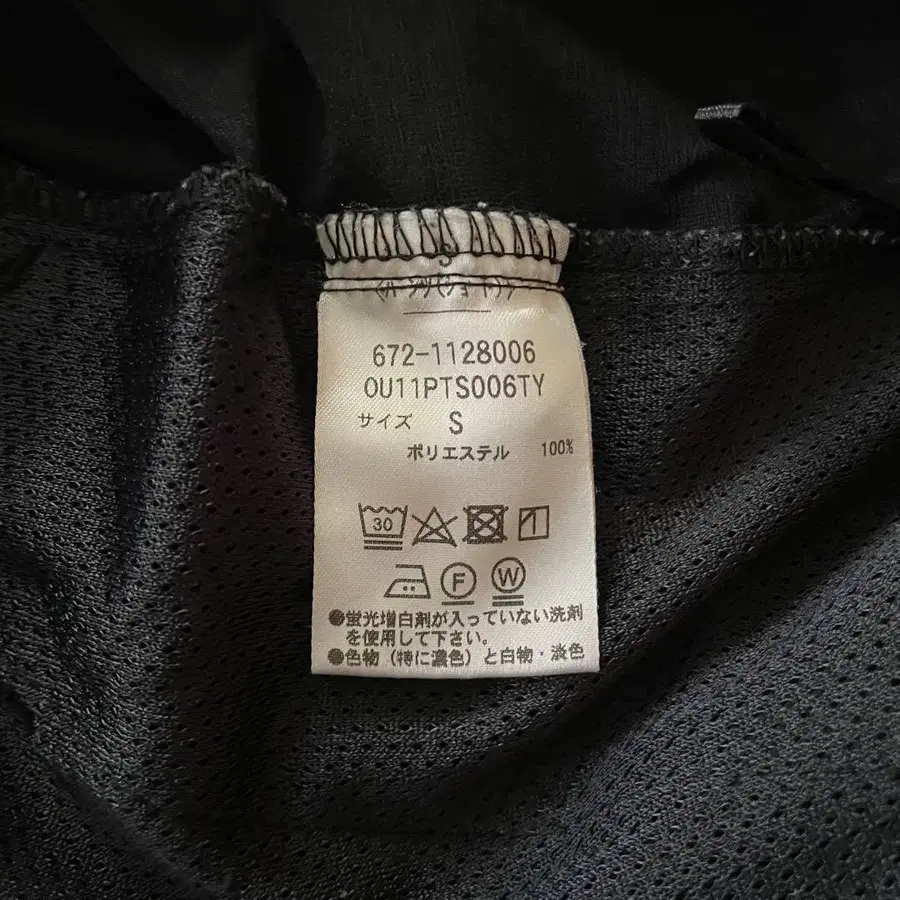 S
672-1128006
OU11PTS006TY
サイズ S
ポリエステル 100%
30
F W
●蛍光増白剤が入っていない洗剤
を使用して下さい。
●色物（特に濃色）と白物・淡色